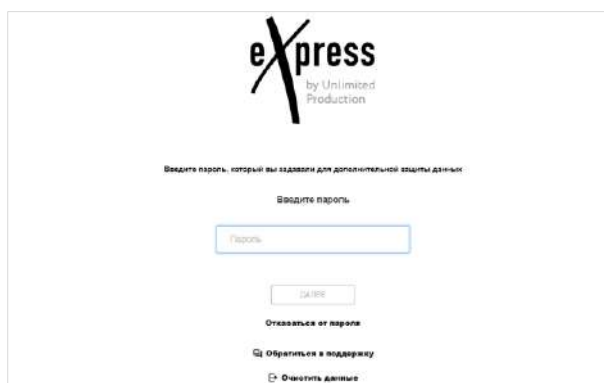 eXpress
by Unlimited
Production
Введите пароль, который вы задавали для дополнительной защиты данных
Введите пароль
Пароль
ДАЛЕЕ
Отказаться от пароля
Обратиться в поддержку
Очистить данные